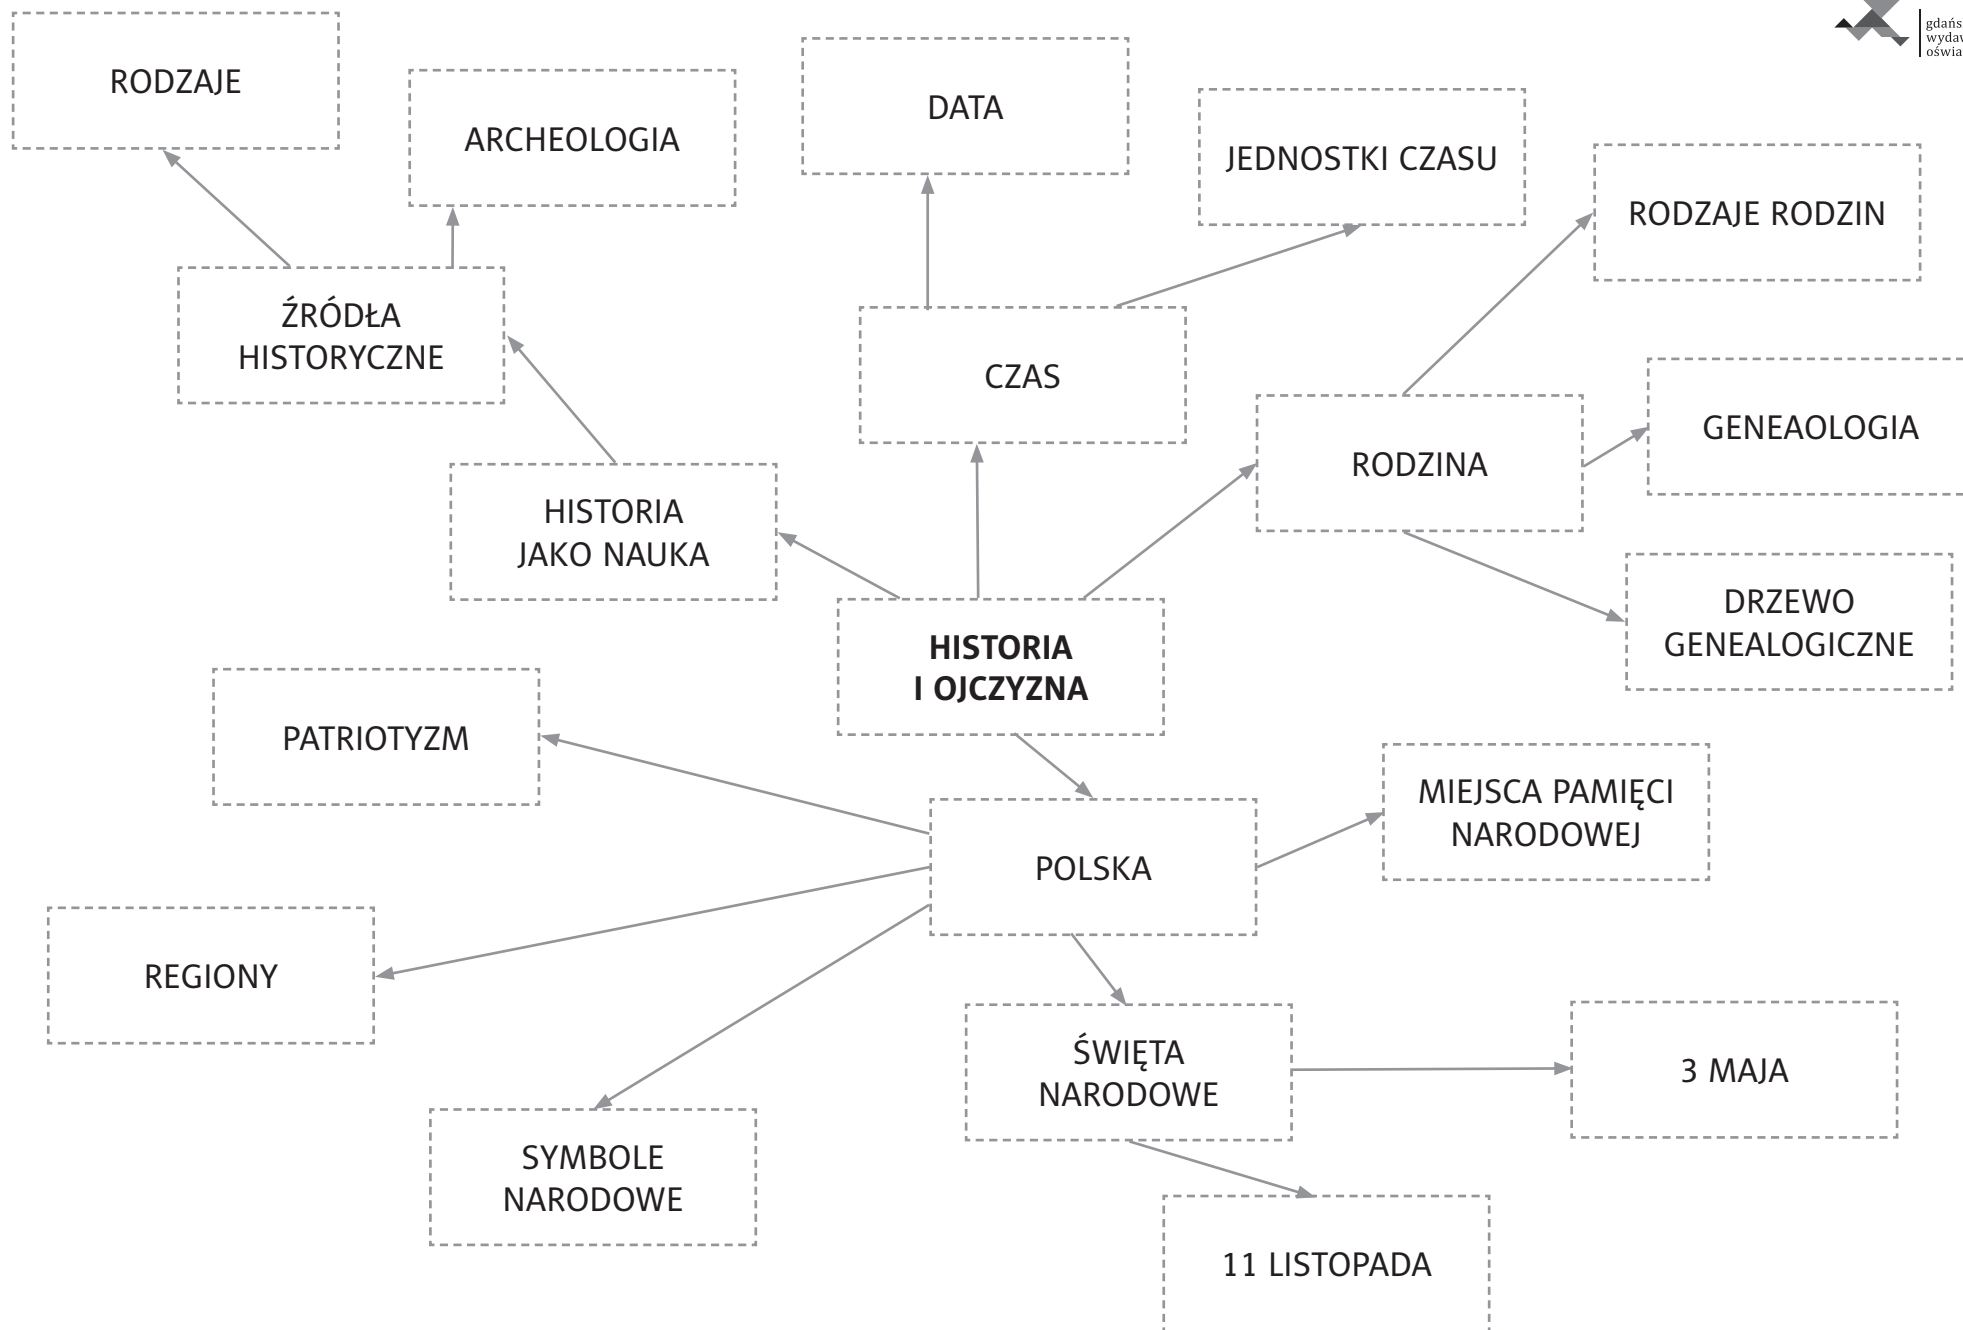 RODZAJE
ARCHEOLOGIA
DATA
JEDNOSTKI CZASU
RODZAJE RODZIN
ŹRÓDŁA
HISTORYCZNE
CZAS
GENEAOLOGIA
RODZINA
HISTORIA
JAKO NAUKA
DRZEWO
GENEALOGICZNE
HISTORIA
I OJCZYZNA
PATRIOTYZM
MIEJSCA PAMIĘCI
NARODOWEJ
POLSKA
REGIONY
ŚWIĘTA
NARODOWE
3 MAJA
SYMBOLE
NARODOWE
11 LISTOPADA